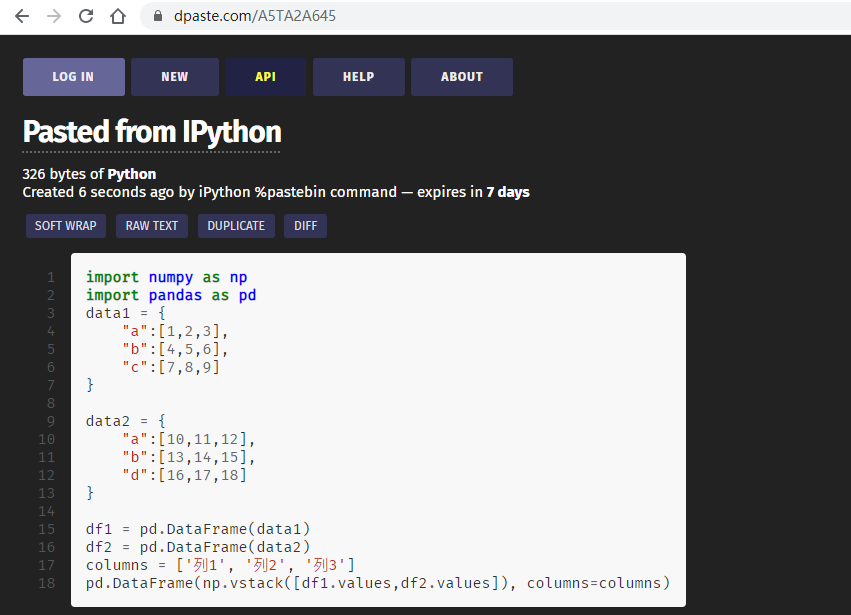 dpaste.com/A5TA2A645
LOG IN
NEW
API
HELP
ABOUT
Pasted from IPython
326 bytes of Python
Created 6 seconds ago by iPython %pastebin command — expires in 7 days
SOFT WRAP
RAW TEXT
DUPLICATE
DIFF
1 import numpy as np
2 import pandas as pd
3 data1 = {
4     "a":[1,2,3],
5     "b":[4,5,6],
6     "c":[7,8,9]
7 }
8
9 data2 = {
10     "a":[10,11,12],
11     "b":[13,14,15],
12     "d":[16,17,18]
13 }
14
15 df1 = pd.DataFrame(data1)
16 df2 = pd.DataFrame(data2)
17 columns = ['列1', '列2', '列3']
18 pd.DataFrame(np.vstack([df1.values,df2.values]), columns=columns)